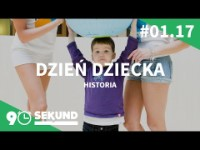 #01.17
DZIEŃ DZIECKA
HISTORIA
90 SEKUND